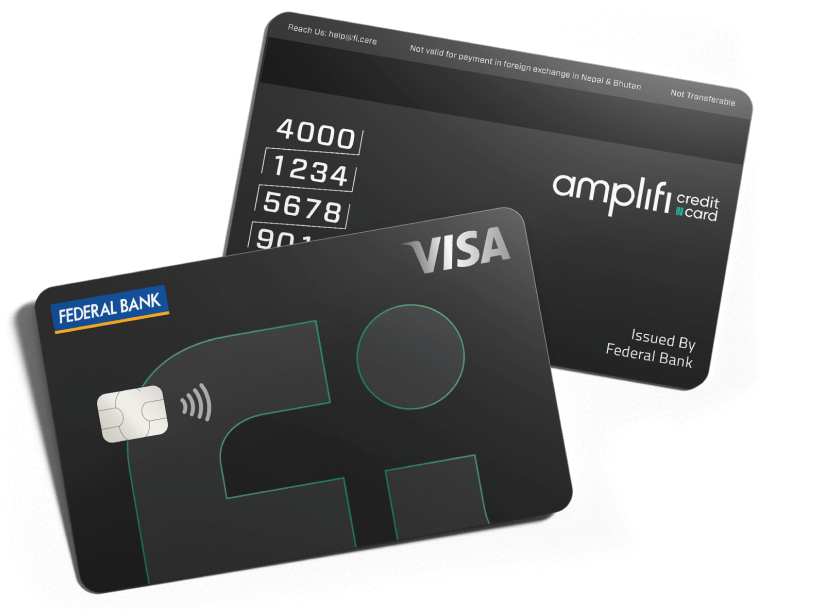 Reach Us: help@fi.care
Not valid for payment in foreign exchange in Nepal & Bhutan
Not Transferable
4000
1234
5678
amplifi
credit
card
Issued By
Federal Bank
VISA
FEDERAL BANK
fi